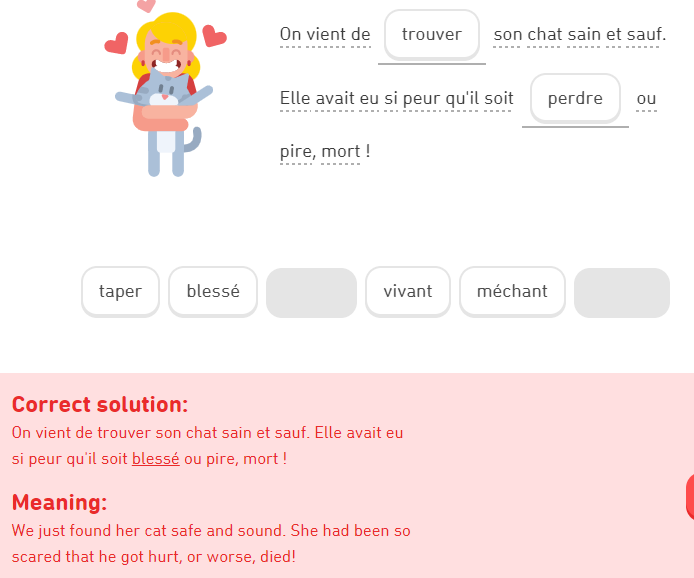 On vient de trouver son chat sain et sauf.
Elle avait eu si peur qu'il soit perdre ou
pire, mort !
taper blessé vivant méchant
Correct solution:
On vient de trouver son chat sain et sauf. Elle avait eu
si peur qu'il soit blessé ou pire, mort !
Meaning:
We just found her cat safe and sound. She had been so
scared that he got hurt, or worse, died!